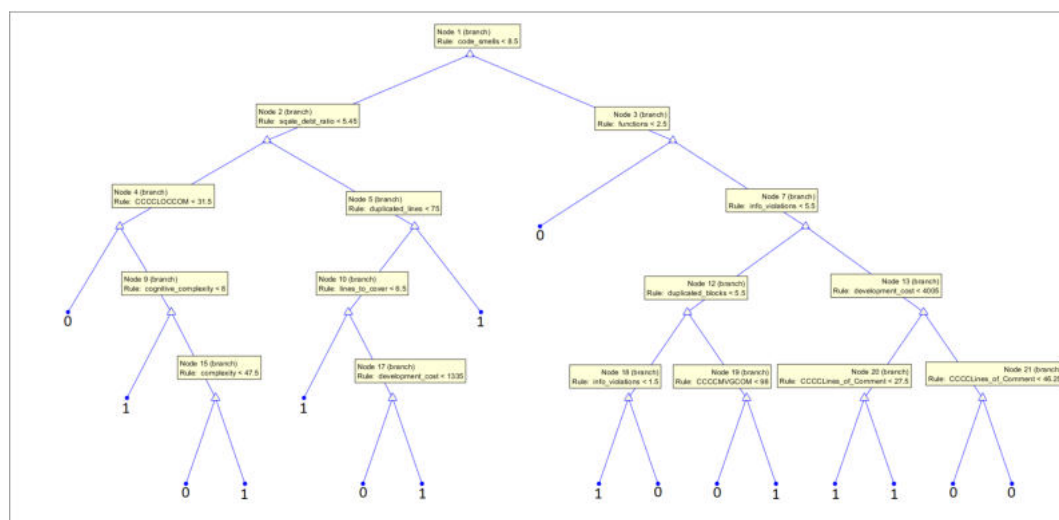 Node 1 (branch)
Rule: code_smells < 8.5
Node 2 (branch)
Rule: sqale_debt_ratio < 5.45
Node 3 (branch)
Rule: functions < 2.5
Node 4 (branch)
Rule: CCCCLOCCOM < 31.5
Node 5 (branch)
Rule: duplicated_lines < 75
Node 7 (branch)
Rule: info_violations < 5.5
0
Node 9 (branch)
Rule: cognitive_complexity < 6
Node 10 (branch)
Rule: lines_to_cover < 6.5
Node 12 (branch)
Rule: duplicated_blocks < 5.5
Node 13 (branch)
Rule: development_cost < 4005
0
1
Node 15 (branch)
Rule: complexity < 47.5
Node 17 (branch)
Rule: development_cost < 1335
Node 18 (branch)
Rule: info_violations < 1.5
Node 19 (branch)
Rule: CCCCMVGCOM < 98
Node 20 (branch)
Rule: CCCCLines_of_Comment < 27.5
Node 21 (branch)
Rule: CCCCLines_of_Comment < 46.25
1
1
0 1 0 1 1 0 0 1 1 1 0 0